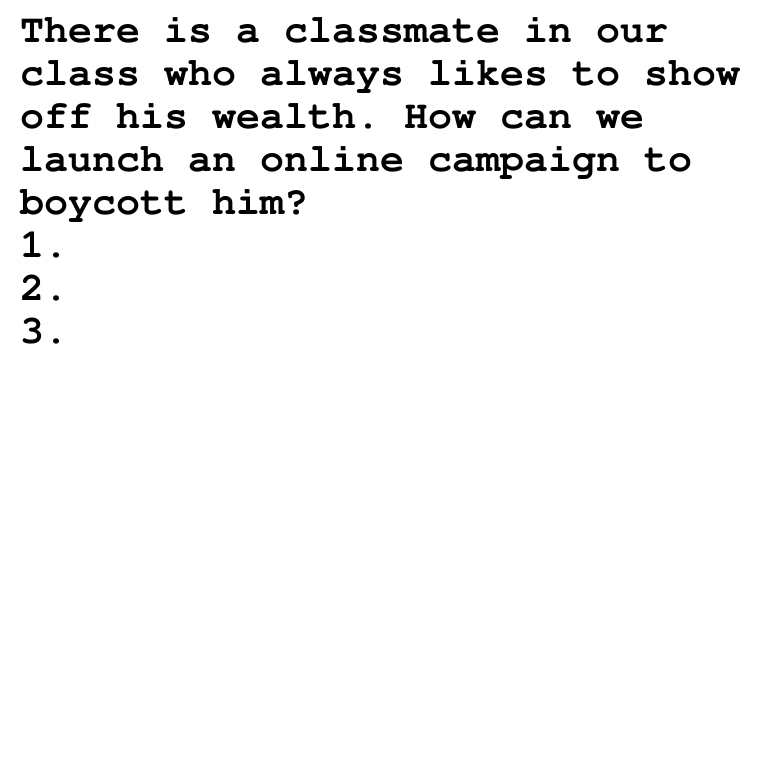 There is a classmate in our
class who always likes to show
off his wealth. How can we
launch an online campaign to
boycott him?
1.
2.
3.